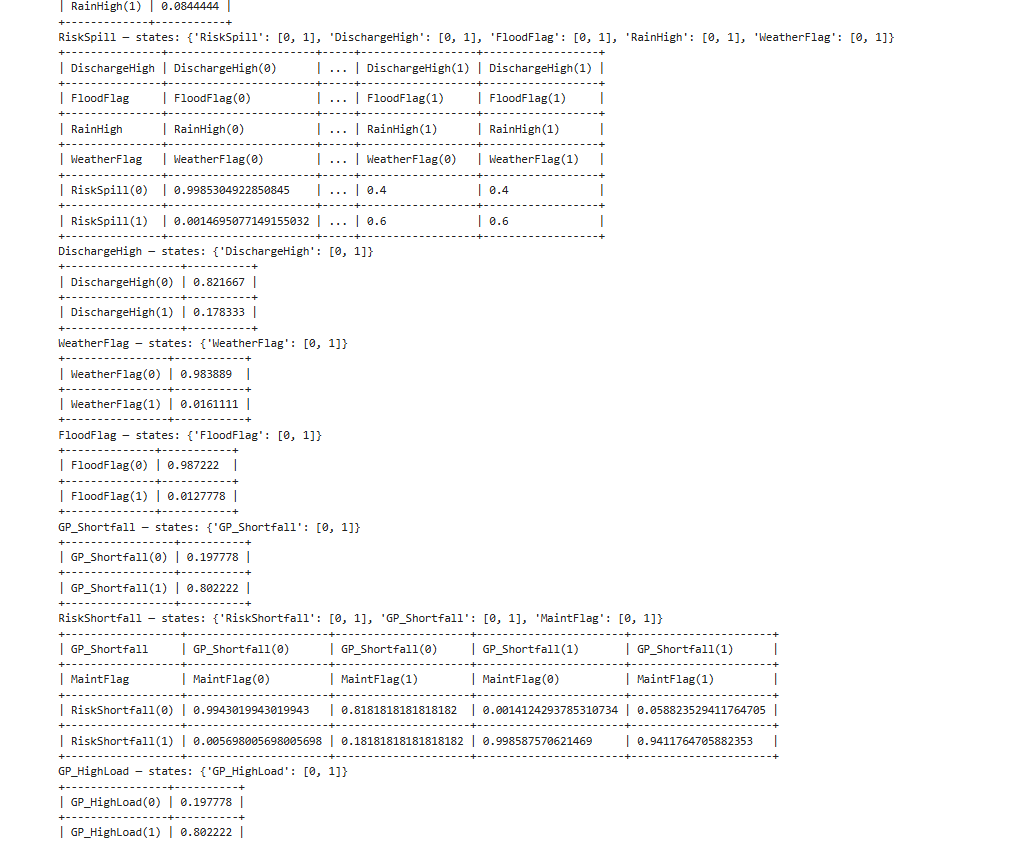 | RainHigh(1) | 0.0844444 |
+-------------+-----------+
RiskSpill — states: {'RiskSpill': [0, 1], 'DischargeHigh': [0, 1], 'FloodFlag': [0, 1], 'RainHigh': [0, 1], 'WeatherFlag': [0, 1]}
+---------------+-----------------------+-----+------------------+------------------+
| DischargeHigh | DischargeHigh(0)      | ... | DischargeHigh(1) | DischargeHigh(1) |
+---------------+-----------------------+-----+------------------+------------------+
| FloodFlag     | FloodFlag(0)          | ... | FloodFlag(1)     | FloodFlag(1)     |
+---------------+-----------------------+-----+------------------+------------------+
| RainHigh      | RainHigh(0)           | ... | RainHigh(1)      | RainHigh(1)      |
+---------------+-----------------------+-----+------------------+------------------+
| WeatherFlag   | WeatherFlag(0)        | ... | WeatherFlag(0)   | WeatherFlag(1)   |
+---------------+-----------------------+-----+------------------+------------------+
| RiskSpill(0)  | 0.9985304922850845    | ... | 0.4              | 0.4              |
+---------------+-----------------------+-----+------------------+------------------+
| RiskSpill(1)  | 0.0014695077149155032 | ... | 0.6              | 0.6              |
+---------------+-----------------------+-----+------------------+------------------+
DischargeHigh — states: {'DischargeHigh': [0, 1]}
+------------------+----------+
| DischargeHigh(0) | 0.821667 |
+------------------+----------+
| DischargeHigh(1) | 0.178333 |
+------------------+----------+
WeatherFlag — states: {'WeatherFlag': [0, 1]}
+----------------+-----------+
| WeatherFlag(0) | 0.983889  |
+----------------+-----------+
| WeatherFlag(1) | 0.0161111 |
+----------------+-----------+
FloodFlag — states: {'FloodFlag': [0, 1]}
+--------------+-----------+
| FloodFlag(0) | 0.987222  |
+--------------+-----------+
| FloodFlag(1) | 0.0127778 |
+--------------+-----------+
GP_Shortfall — states: {'GP_Shortfall': [0, 1]}
+-----------------+----------+
| GP_Shortfall(0) | 0.197778 |
+-----------------+----------+
| GP_Shortfall(1) | 0.802222 |
+-----------------+----------+
RiskShortfall — states: {'RiskShortfall': [0, 1], 'GP_Shortfall': [0, 1], 'MaintFlag': [0, 1]}
+------------------+----------------------+---------------------+-----------------------+----------------------+
| GP_Shortfall     | GP_Shortfall(0)      | GP_Shortfall(0)     | GP_Shortfall(1)       | GP_Shortfall(1)      |
+------------------+----------------------+---------------------+-----------------------+----------------------+
| MaintFlag        | MaintFlag(0)         | MaintFlag(1)        | MaintFlag(0)          | MaintFlag(1)         |
+------------------+----------------------+---------------------+-----------------------+----------------------+
| RiskShortfall(0) | 0.9943019943019943   | 0.8181818181818182  | 0.0014124293785310734 | 0.058823529411764705 |
+------------------+----------------------+---------------------+-----------------------+----------------------+
| RiskShortfall(1) | 0.005698005698005698 | 0.18181818181818182 | 0.998587570621469     | 0.9411764705882353   |
+------------------+----------------------+---------------------+-----------------------+----------------------+
GP_HighLoad — states: {'GP_HighLoad': [0, 1]}
+----------------+----------+
| GP_HighLoad(0) | 0.197778 |
+----------------+----------+
| GP_HighLoad(1) | 0.802222 |